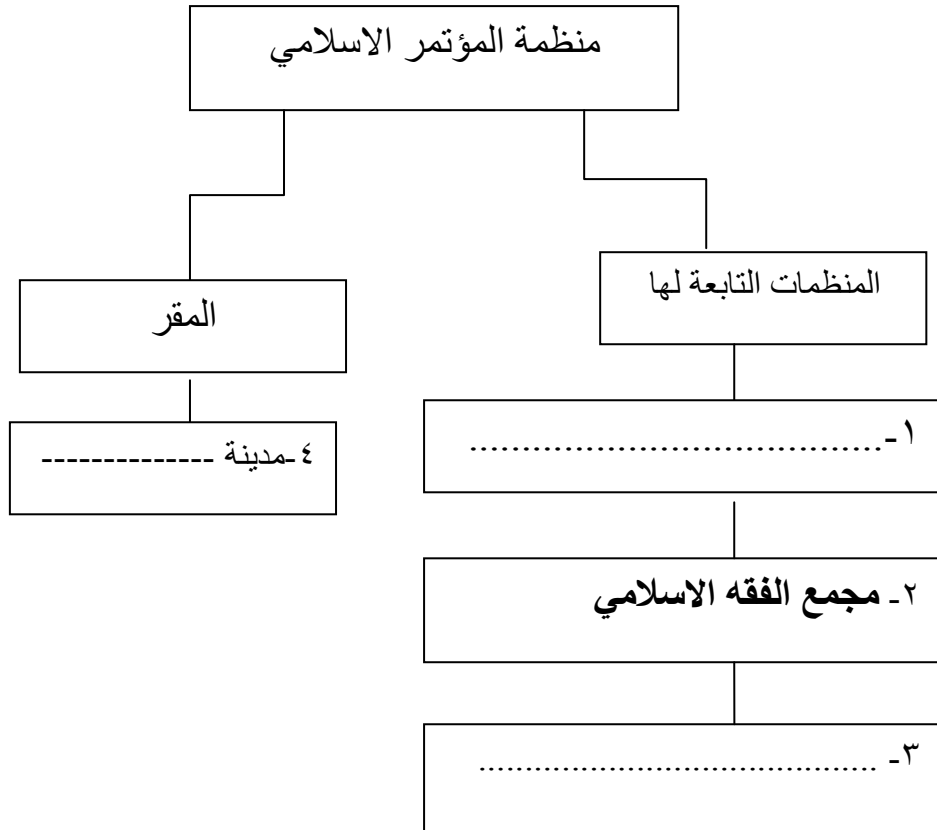 منظمة المؤتمر الاسلامي
المنظمات التابعة لها
المقر
١-......................................
٤-مدينة --------------
٢- مجمع الفقه الاسلامي
٣- ..........................................